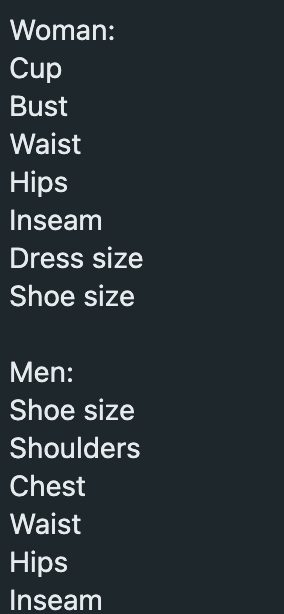 Woman:
Cup
Bust
Waist
Hips
Inseam
Dress size
Shoe size
Men:
Shoe size
Shoulders
Chest
Waist
Hips
Inseam